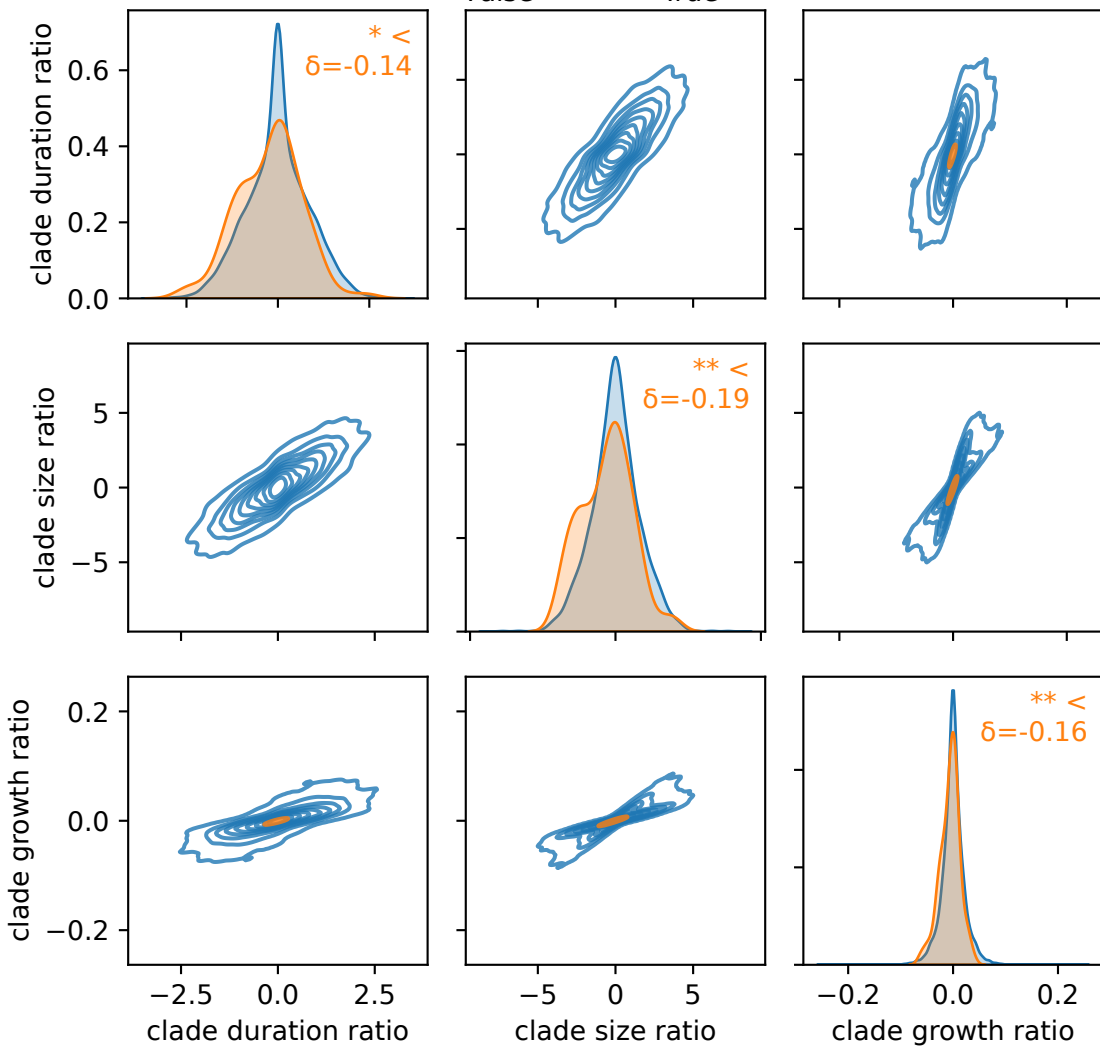 * <
δ=-0.14
clade duration ratio
0.6
0.4
0.2
0.0
** <
δ=-0.19
clade size ratio
5
0
−5
** <
δ=-0.16
clade growth ratio
0.2
0.0
−0.2
−2.5 0.0 2.5
−5 0 5
−0.2 0.0 0.2
clade duration ratio
clade size ratio
clade growth ratio